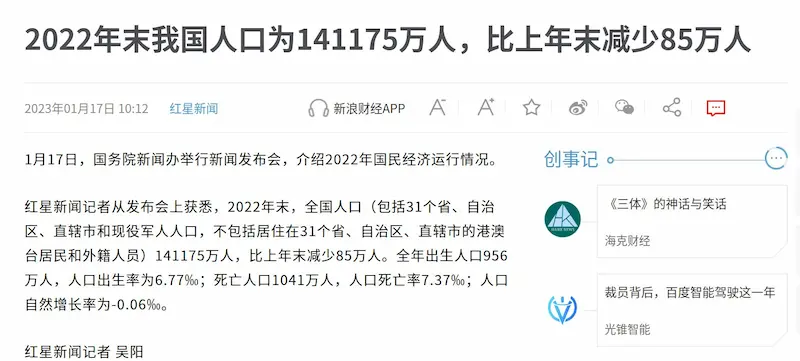 2022年末我国人口为141175万人，比上年末减少85万人
2023年01月17日 10:12 红星新闻 新浪财经APP A- A+
1月17日，国务院新闻办举行新闻发布会，介绍2022年国民经济运行情况。
红星新闻记者从发布会上获悉，2022年末，全国人口（包括31个省、自治
区、直辖市和现役军人人口，不包括居住在31个省、自治区、直辖市的港澳
台居民和外籍人员）141175万人，比上年末减少85万人。全年出生人口956
万人，人口出生率为6.77‰；死亡人口1041万人，人口死亡率7.37‰；人口
自然增长率为-0.06‰。
红星新闻记者 吴阳
创事记
《三体》的神话与笑话
海克财经
裁员背后，百度智能驾驶这一年
光锥智能